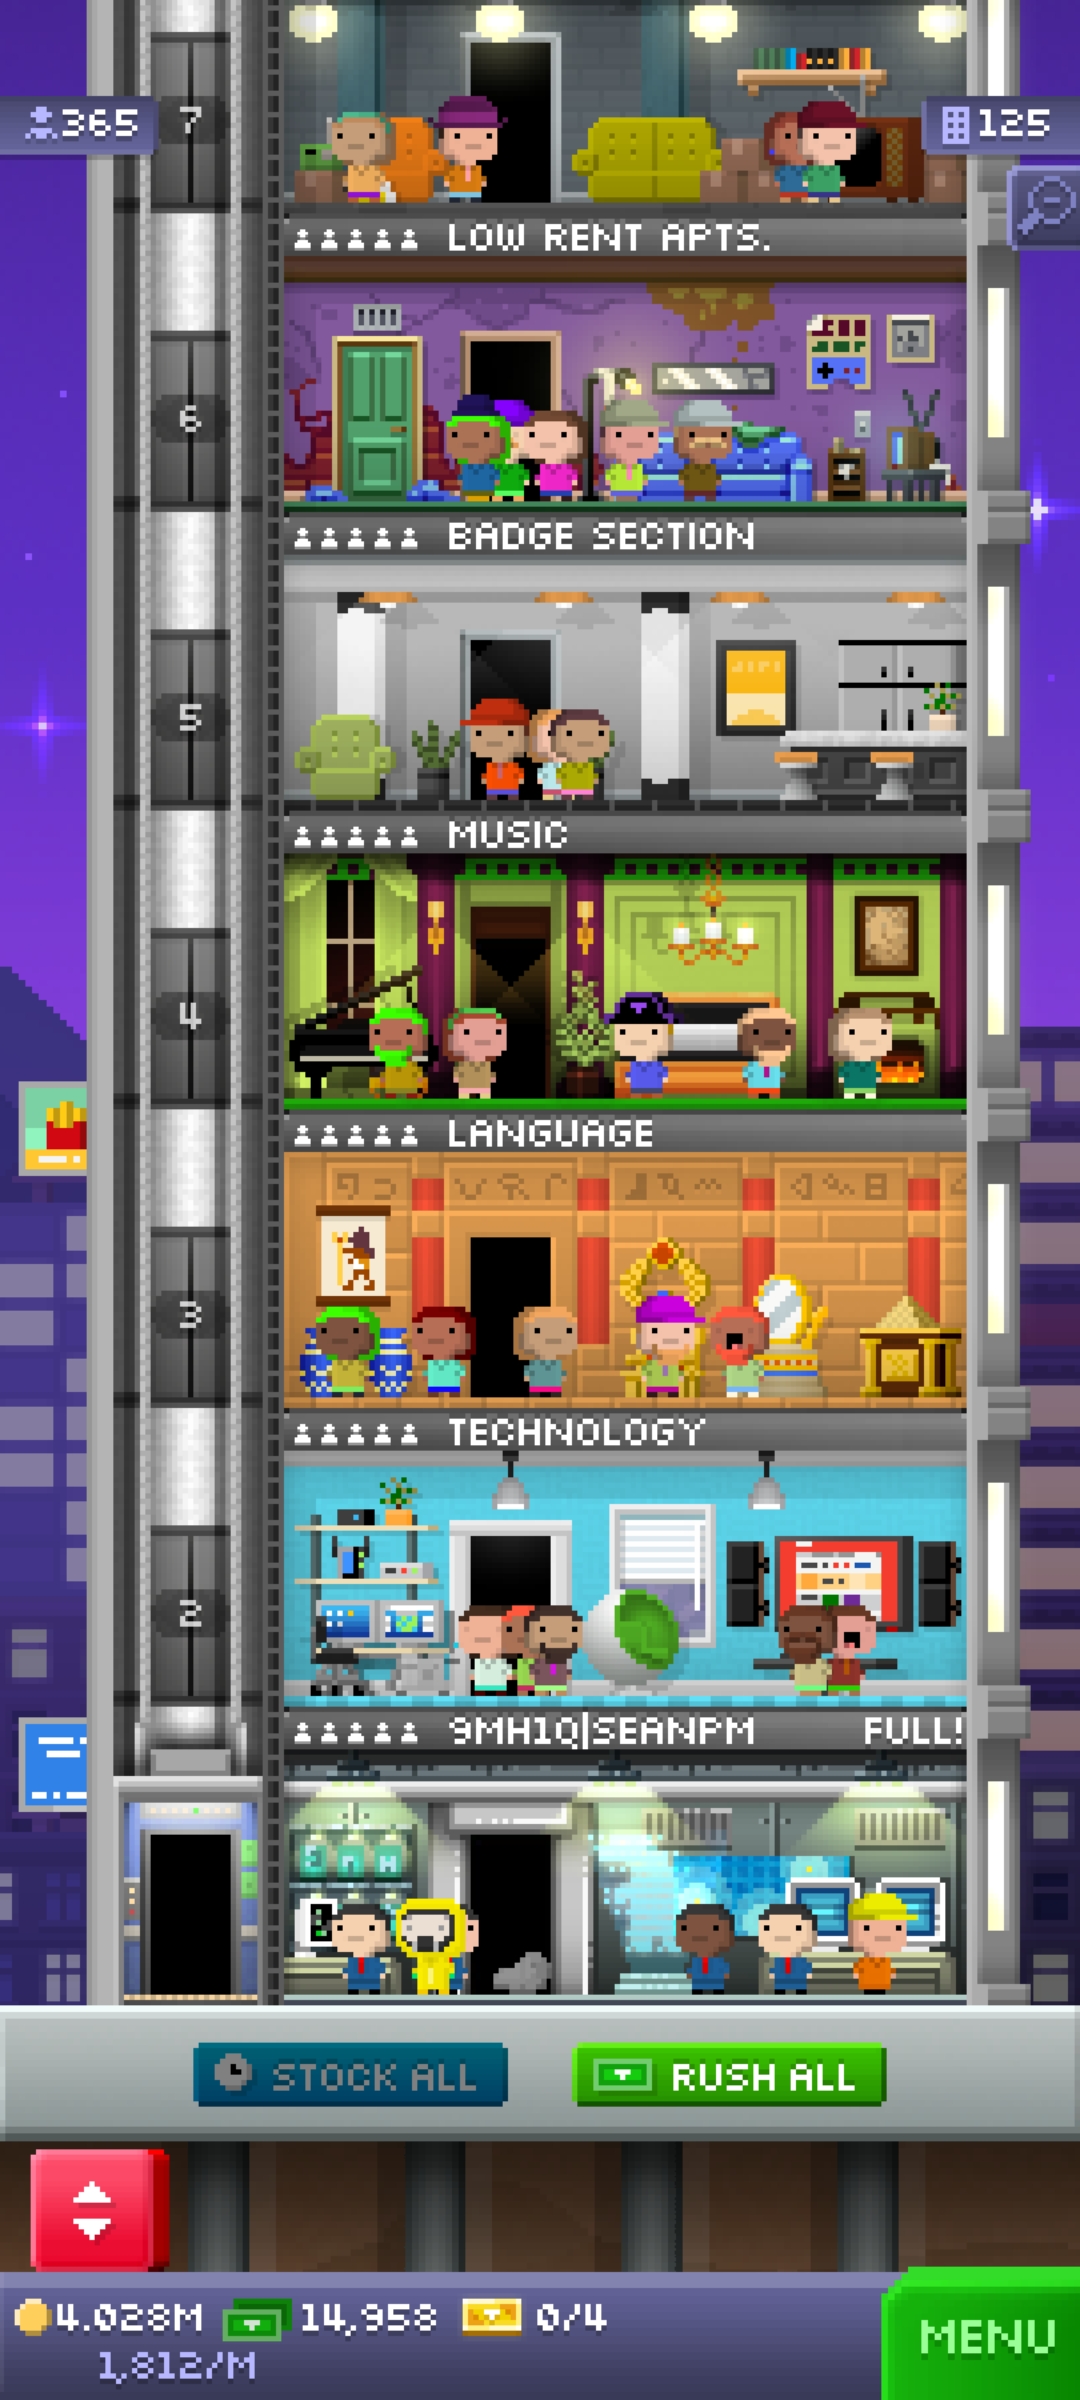 365
7
125
LOW RENT APTS.
6
BADGE SECTION
5
MUSIC
4
LANGUAGE
3
TECHNOLOGY
2
9MH1Q|SEANPM FULL!
STOCK ALL
RUSH ALL
4.028M 14,958 0/4
1,812/M
MENU